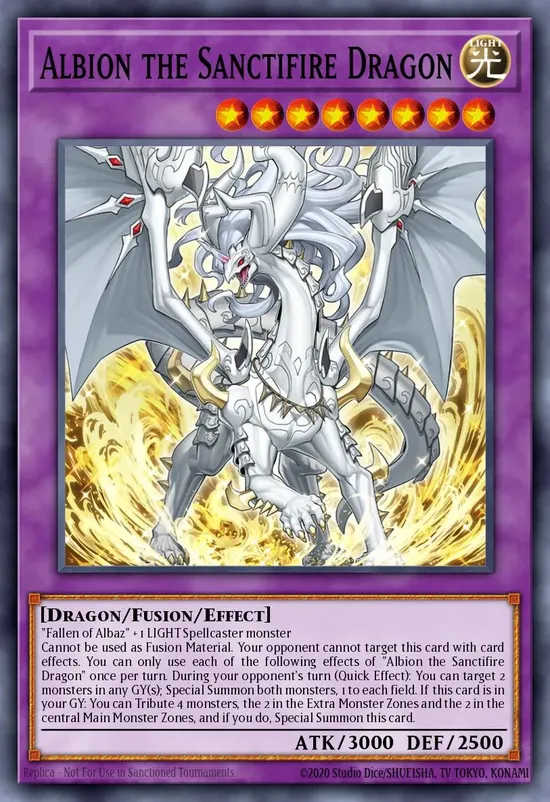 ALBION THE SANCTIFIRE DRAGON
LIGHT
光
[DRAGON/FUSION/EFFECT]
"Fallen of Albaz" + 1 LIGHT Spellcaster monster
Cannot be used as Fusion Material. Your opponent cannot target this card with card
effects. You can only use each of the following effects of "Albion the Sanctifire
Dragon" once per turn. During your opponent's turn (Quick Effect): You can target 2
monsters in any GY(s); Special Summon both monsters, 1 to each field. If this card is in
your GY: You can Tribute 4 monsters, the 2 in the Extra Monster Zones and the 2 in the
central Main Monster Zones, and if you do, Special Summon this card.
ATK/3000 DEF/2500
Replica - Not For Use in Sanctioned Tournaments. ©2020 Studio Dice/SHUEISHA, TV TOKYO, KONAMI